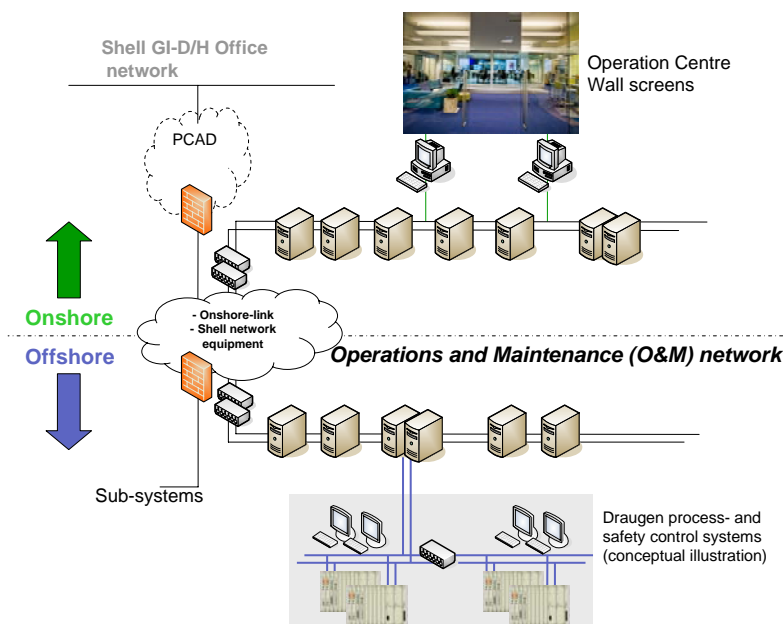 Shell GI-D/H Office
network
Operation Centre
Wall screens
PCAD
Onshore
- Onshore-link
- Shell network
equipment
Offshore
Operations and Maintenance (O&M) network
Sub-systems
Draugen process- and
safety control systems
(conceptual illustration)